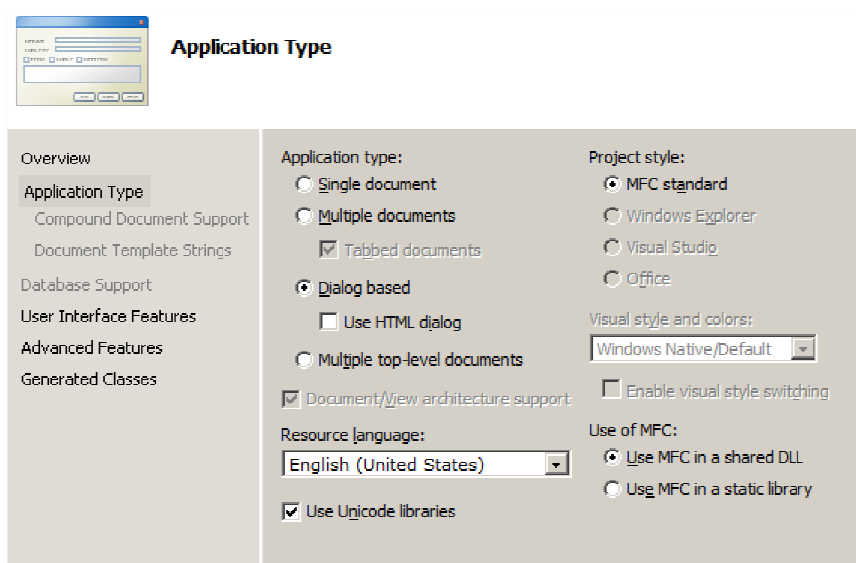 Application Type
Overview
Application Type
Compound Document Support
Document Template Strings
Database Support
User Interface Features
Advanced Features
Generated Classes
Application type:
Single document
Multiple documents
Tabbed documents
Dialog based
Use HTML dialog
Multiple top-level documents
Document/View architecture support
Resource language:
English (United States)
Use Unicode libraries
Project style:
MFC standard
Windows Explorer
Visual Studio
Office
Visual style and colors:
Windows Native/Default
Enable visual style switching
Use of MFC:
Use MFC in a shared DLL
Use MFC in a static library